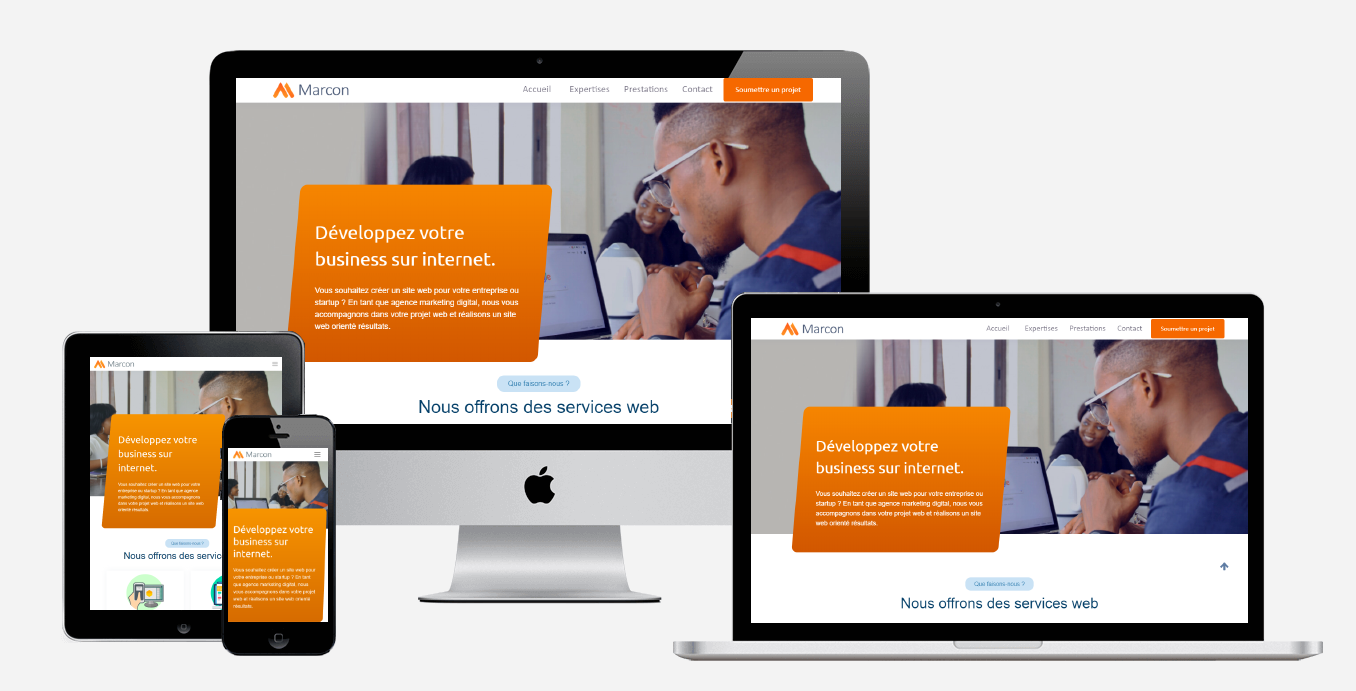 Marcon
Accueil Expertises Prestations Contact Soumettre un projet
Développez votre
business sur internet.
Vous souhaitez créer un site web pour votre entreprise ou
startup ? En tant que agence marketing digital, nous vous
accompagnons dans votre projet web et réalisons un site
web orienté résultats.
Que faisons-nous ?
Nous offrons des services web
Marcon
Développez votre
business sur
internet.
Vous souhaitez créer un site web pour votre
entreprise ou startup ? En tant que agence
marketing digital, nous vous accompagnons
dans votre projet web et réalisons un site web
orienté résultats.
Que faisons-nous ?
Nous offrons des servic
Marcon
Développez votre
business sur
internet.
Vous souhaitez créer un site web pour
votre entreprise ou startup ? En tant
que agence marketing digital, nous
vous accompagnons dans votre projet
web et réalisons un site web orienté
résultats.
Marcon
Accueil Expertises Prestations Contact Soumettre un projet
Développez votre
business sur internet.
Vous souhaitez créer un site web pour votre entreprise ou
startup ? En tant que agence marketing digital, nous vous
accompagnons dans votre projet web et réalisons un site
web orienté résultats.
Que faisons-nous ?
Nous offrons des services web